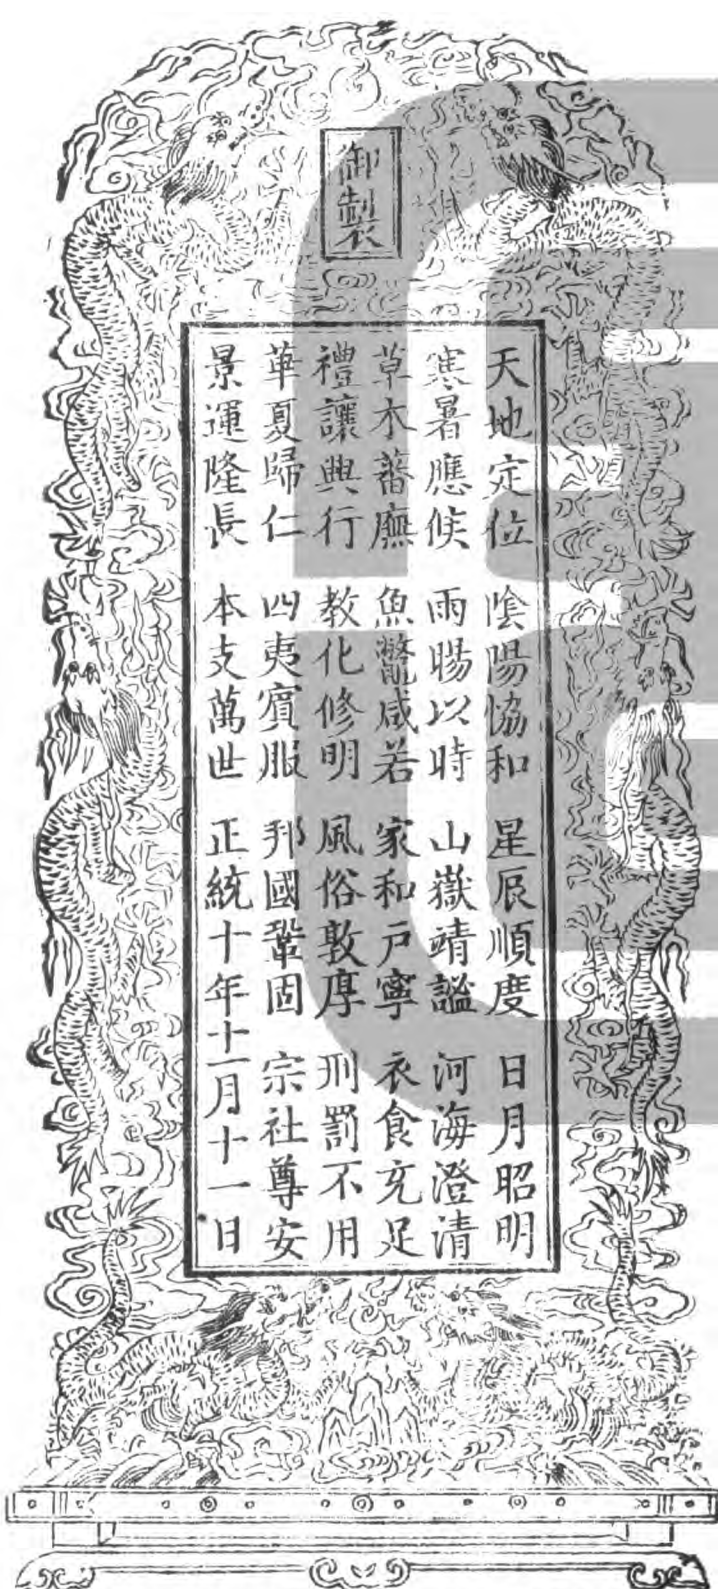 御製
天地定位 陰陽協和 星辰順度 日月昭明
寒暑應候 雨暘以時 山嶽靖謐 河海澄清
草木蕃廡 魚鼈咸若 家和戶寧 衣食充足
禮讓興行 教化修明 風俗敦厚 刑罰不用
華夏歸仁 四夷賓服 邦國鞏固 宗社尊安
景運隆長 本支萬世 正統十年十一月十一日